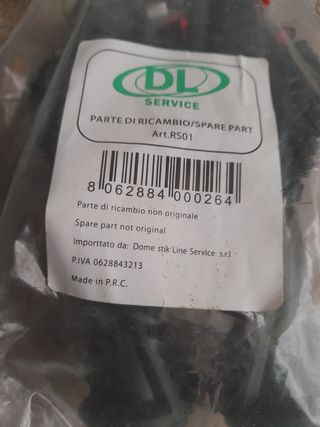 DL
SERVICE
PARTE DI RICAMBIO/SPARE PART
Art.RS01
8 062884 000264
Parte di ricambio non originale
Spare part not original
Importtato da: Dome stik Line Service s.r.l
P.IVA 0628843213
Made in P.R.C.